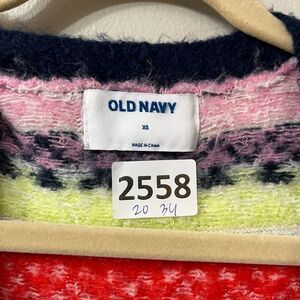 OLD NAVY
XS
MADE IN CHINA
2558
20 34